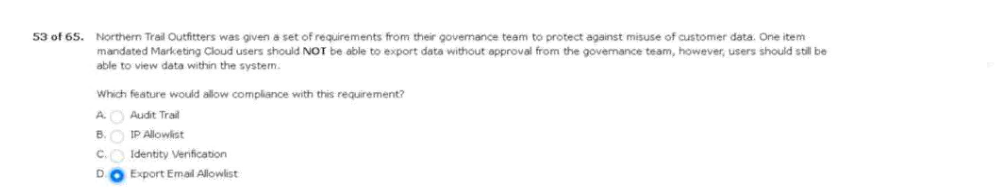 53 of 65. Northern Trail Outfitters was given a set of requirements from their governance team to protect against misuse of customer data. One item
mandated Marketing Cloud users should NOT be able to export data without approval from the governance team, however, users should still be
able to view data within the system.
Which feature would allow compliance with this requirement?
A. Audit Trail
B. IP Allowlist
C. Identity Verification
D. Export Email Allowlist